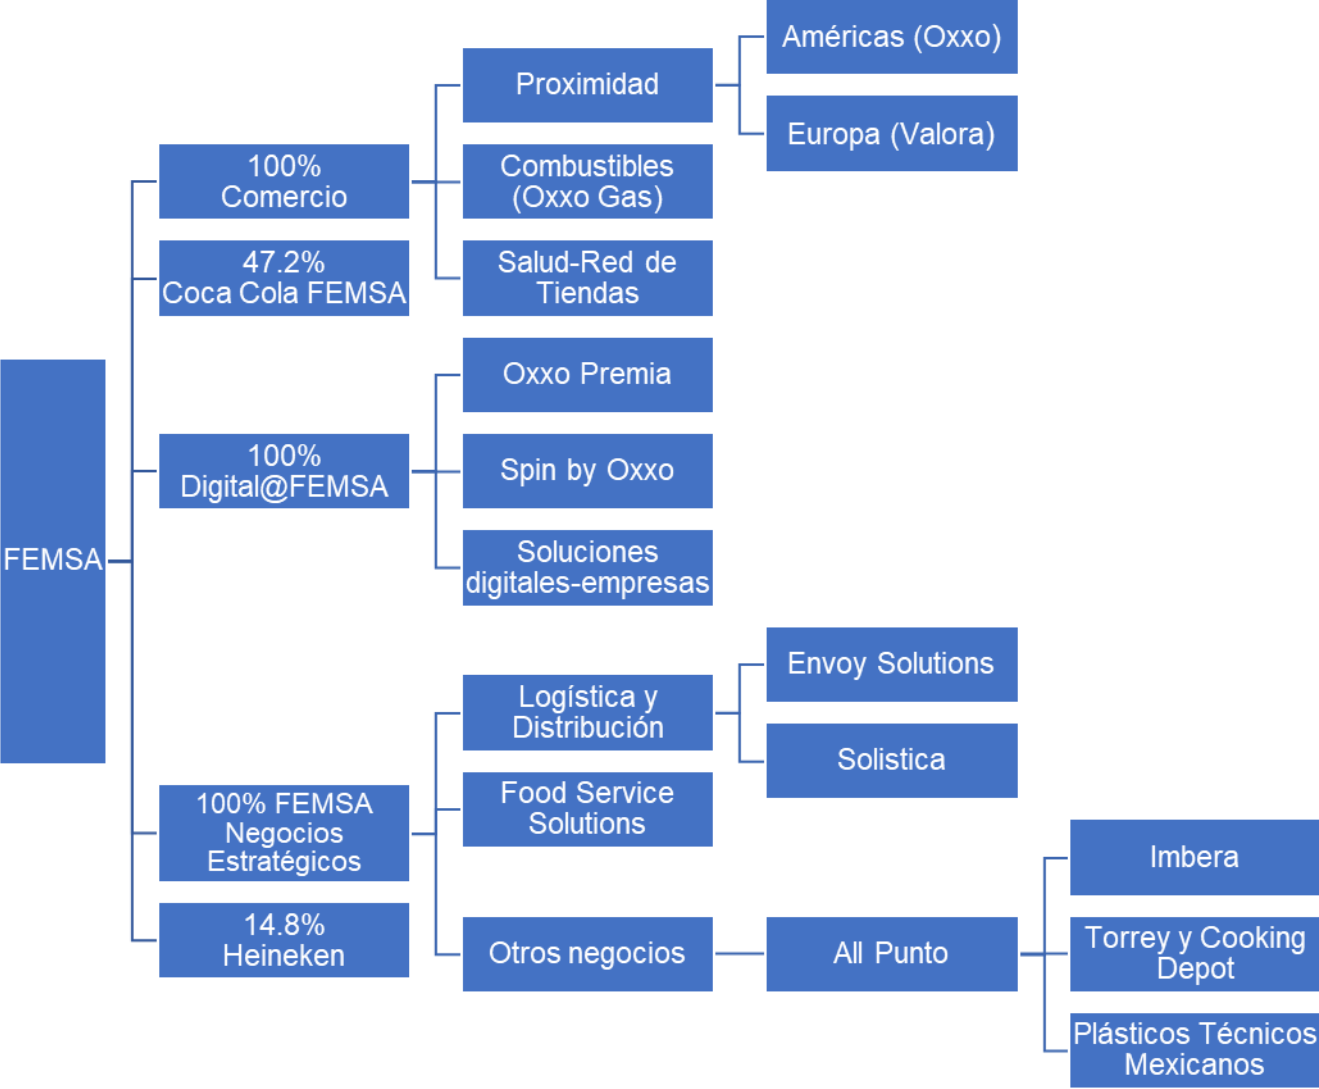 FEMSA
100%
Comercio
Proximidad
Américas (Oxxo)
Europa (Valora)
Combustibles
(Oxxo Gas)
Salud-Red de
Tiendas
47.2%
Coca Cola FEMSA
100%
Digital@FEMSA
Oxxo Premia
Spin by Oxxo
Soluciones
digitales-empresas
100% FEMSA
Negocios
Estratégicos
Logística y
Distribución
Envoy Solutions
Solistica
Food Service
Solutions
Otros negocios
All Punto
Imbera
Torrey y Cooking
Depot
Plásticos Técnicos
Mexicanos
14.8%
Heineken